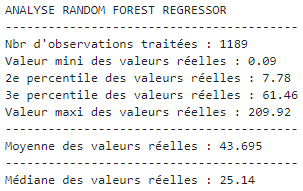 ANALYSE RANDOM FOREST REGRESSOR
------------------------------------------
Nbr d'observations traitées : 1189
Valeur mini des valeurs réelles : 0.09
2e percentile des valeurs réelles : 7.78
3e percentile des valeurs réelles : 61.46
Valeur maxi des valeurs réelles : 209.92
------------------------------------------
Moyenne des valeurs réelles : 43.695
------------------------------------------
Médiane des valeurs réelles : 25.14